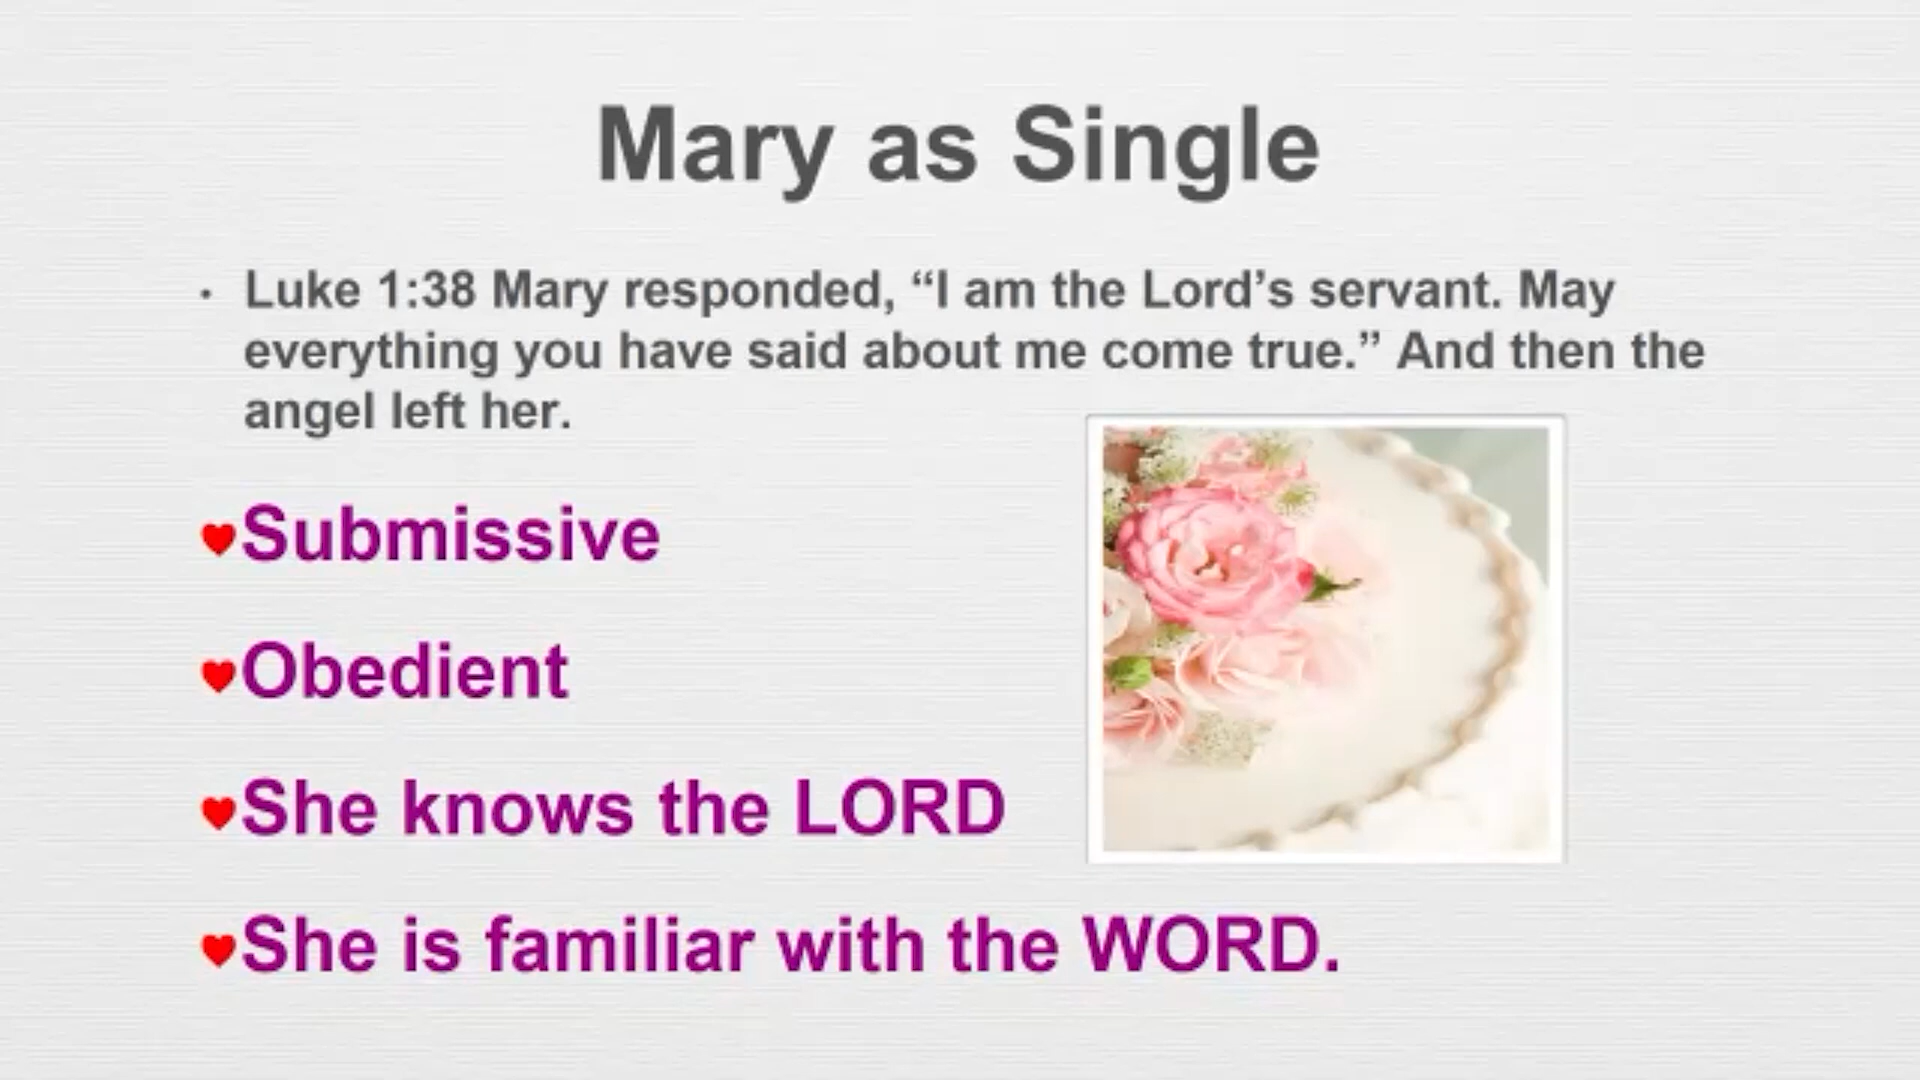 Mary as Single
• Luke 1:38 Mary responded, “I am the Lord’s servant. May
everything you have said about me come true.” And then the
angel left her.
♥Submissive
♥Obedient
♥She knows the LORD
♥She is familiar with the WORD.